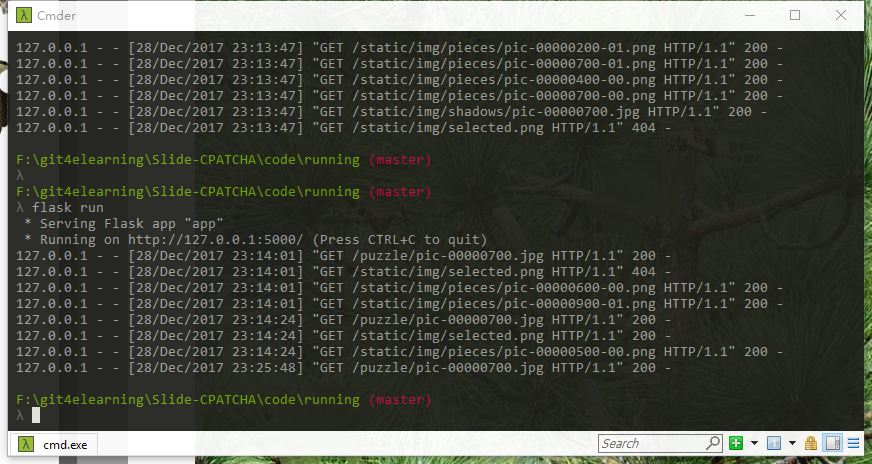 Cmder
127.0.0.1 - - [28/Dec/2017 23:13:47] "GET /static/img/pieces/pic-00000200-01.png HTTP/1.1" 200 -
127.0.0.1 - - [28/Dec/2017 23:13:47] "GET /static/img/pieces/pic-00000700-01.png HTTP/1.1" 200 -
127.0.0.1 - - [28/Dec/2017 23:13:47] "GET /static/img/pieces/pic-00000400-00.png HTTP/1.1" 200 -
127.0.0.1 - - [28/Dec/2017 23:13:47] "GET /static/img/pieces/pic-00000700-00.png HTTP/1.1" 200 -
127.0.0.1 - - [28/Dec/2017 23:13:47] "GET /static/img/shadows/pic-00000700.jpg HTTP/1.1" 200 -
127.0.0.1 - - [28/Dec/2017 23:13:47] "GET /static/img/selected.png HTTP/1.1" 404 -
F:\git4elearning\Slide-CPATCHA\code\running (master)
λ
F:\git4elearning\Slide-CPATCHA\code\running (master)
λ flask run
* Serving Flask app "app"
* Running on http://127.0.0.1:5000/ (Press CTRL+C to quit)
127.0.0.1 - - [28/Dec/2017 23:14:01] "GET /puzzle/pic-00000700.jpg HTTP/1.1" 200 -
127.0.0.1 - - [28/Dec/2017 23:14:01] "GET /static/img/selected.png HTTP/1.1" 404 -
127.0.0.1 - - [28/Dec/2017 23:14:01] "GET /static/img/pieces/pic-00000600-00.png HTTP/1.1" 200 -
127.0.0.1 - - [28/Dec/2017 23:14:01] "GET /static/img/pieces/pic-00000900-01.png HTTP/1.1" 200 -
127.0.0.1 - - [28/Dec/2017 23:14:24] "GET /puzzle/pic-00000700.jpg HTTP/1.1" 200 -
127.0.0.1 - - [28/Dec/2017 23:14:24] "GET /static/img/selected.png HTTP/1.1" 200 -
127.0.0.1 - - [28/Dec/2017 23:14:24] "GET /static/img/pieces/pic-00000500-00.png HTTP/1.1" 200 -
127.0.0.1 - - [28/Dec/2017 23:25:48] "GET /puzzle/pic-00000700.jpg HTTP/1.1" 200 -
F:\git4elearning\Slide-CPATCHA\code\running (master)
λ
λ cmd.exe
Search